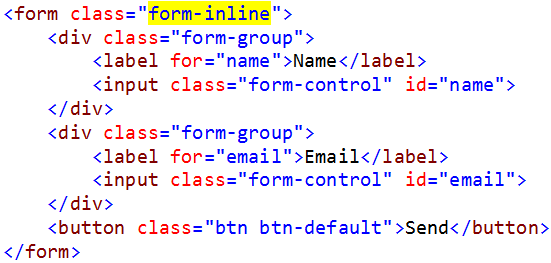 <form class="form-inline">
    <div class="form-group">
        <label for="name">Name</label>
        <input class="form-control" id="name">
    </div>
    <div class="form-group">
        <label for="email">Email</label>
        <input class="form-control" id="email">
    </div>
    <button class="btn btn-default">Send</button>
</form>